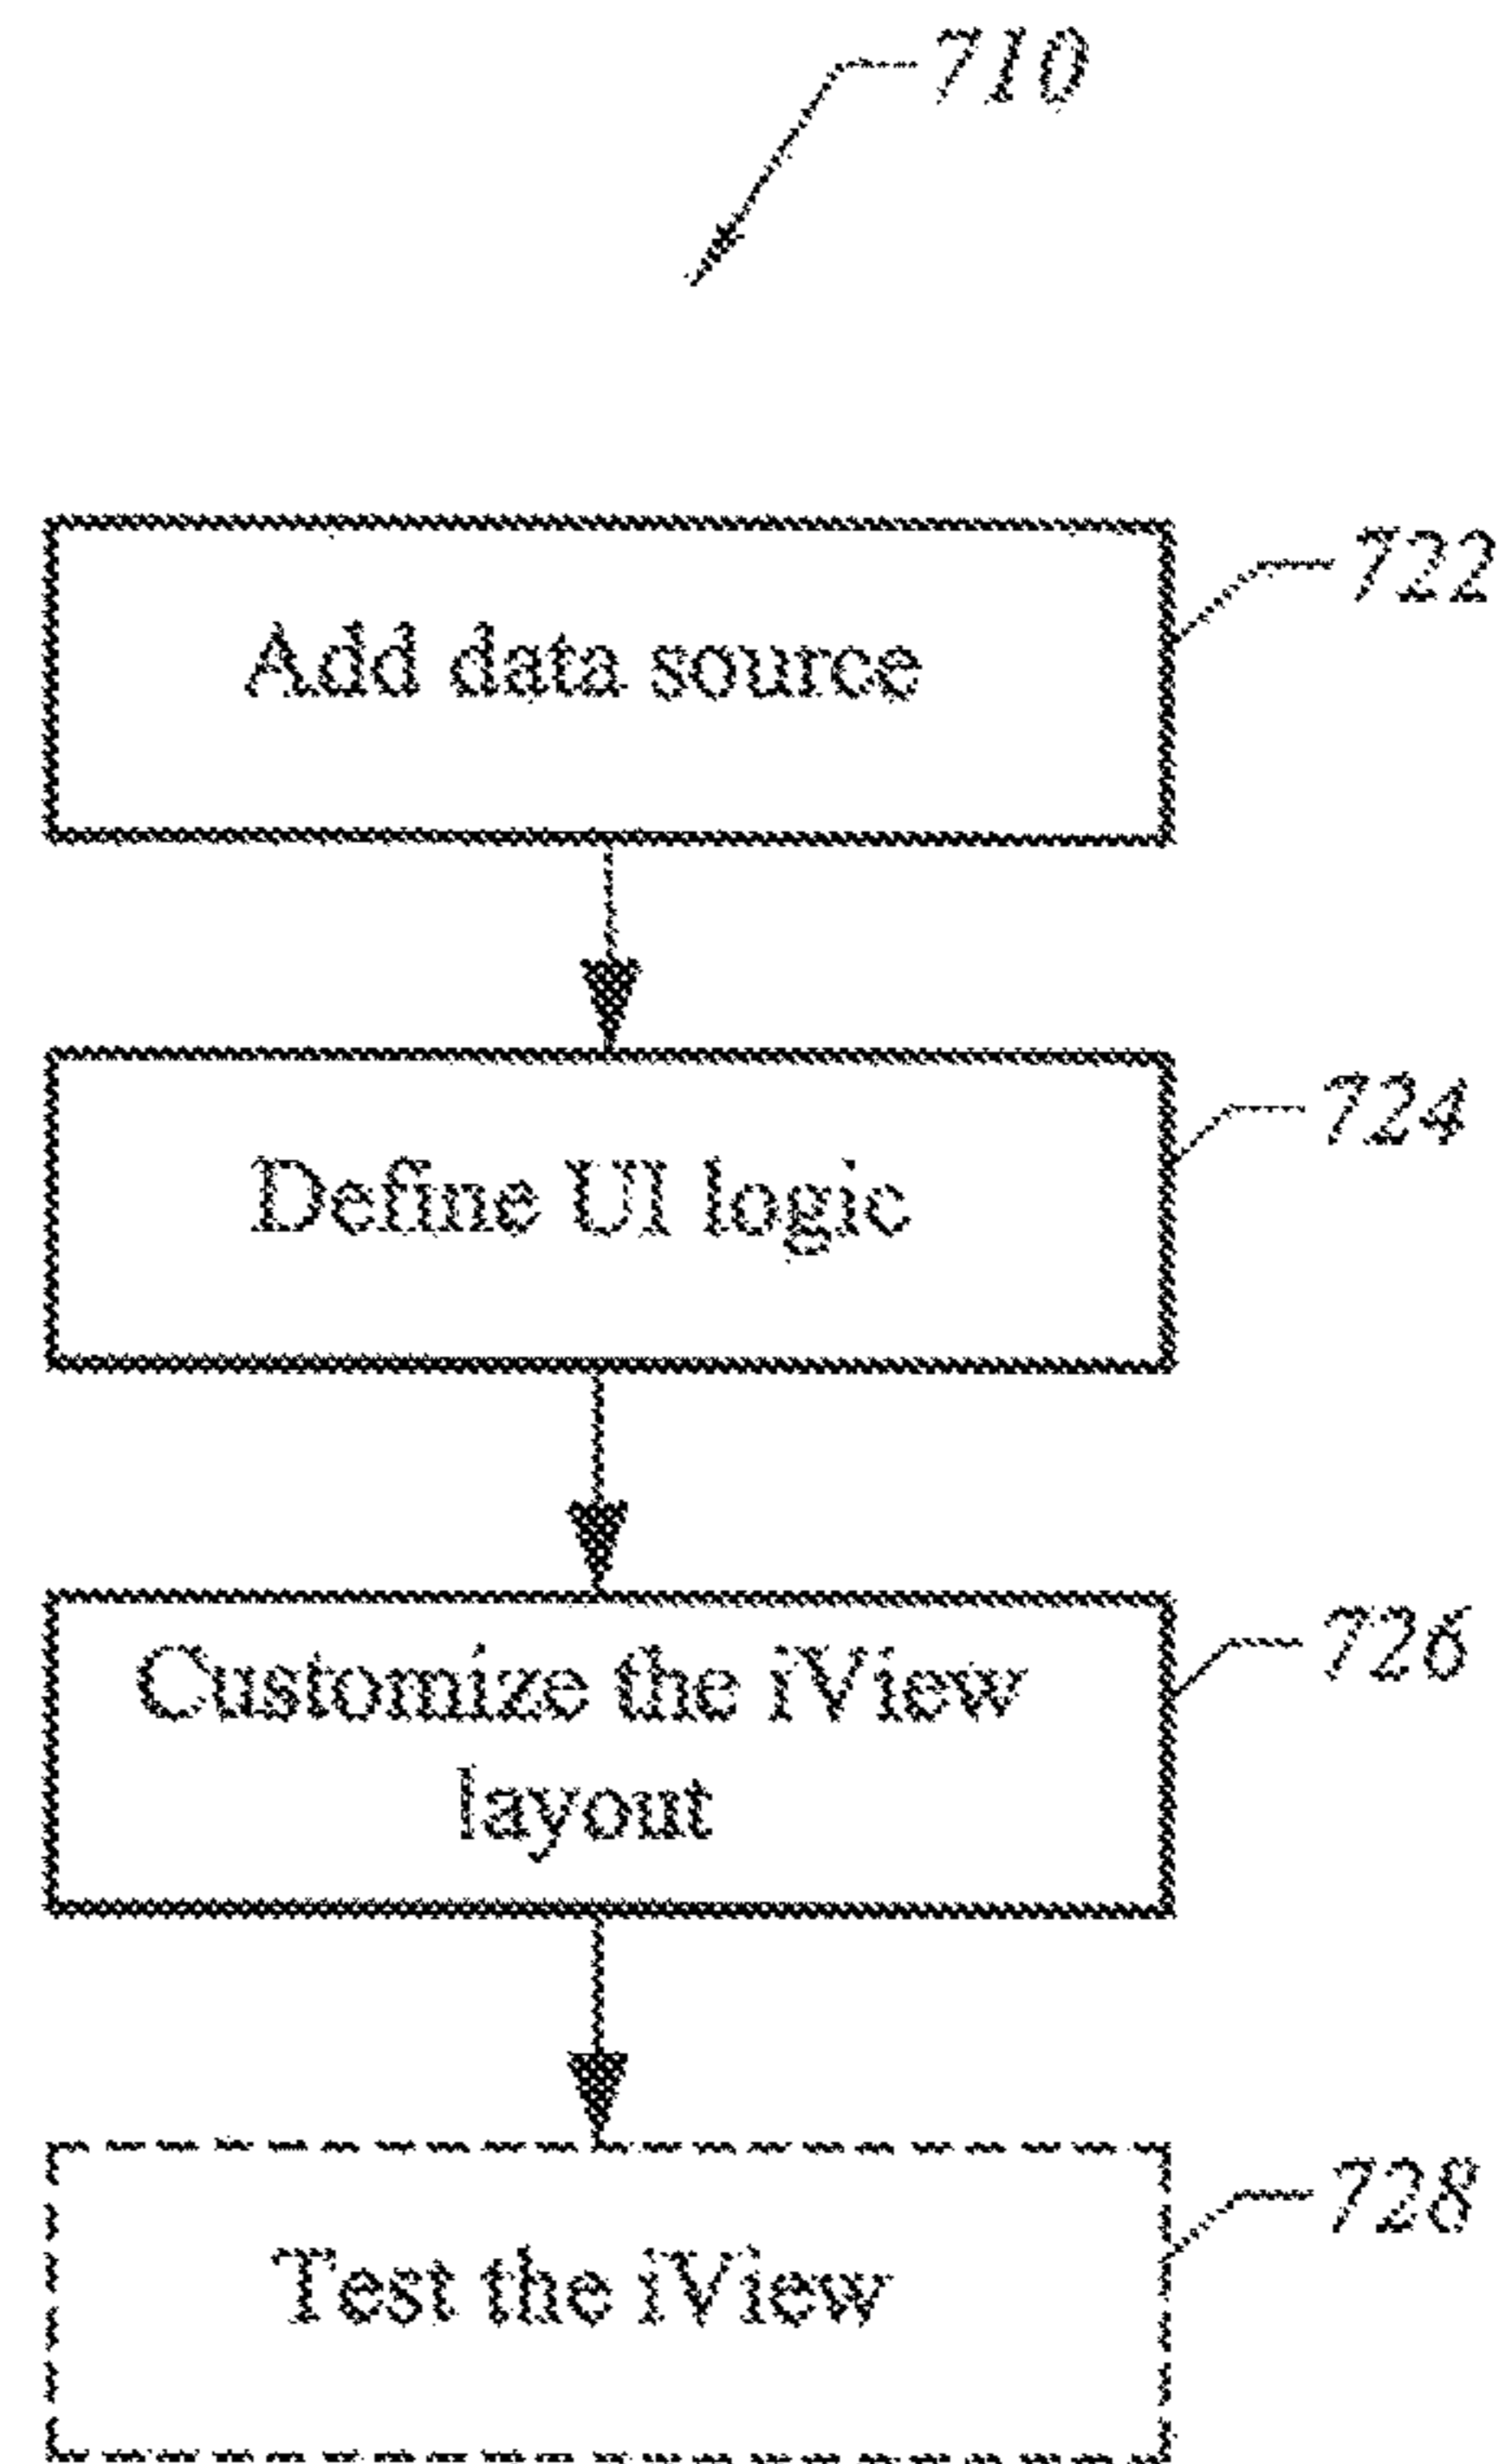 710
Add data source
722
Define UI logic
724
Customize the iView
layout
726
Test the iView
728